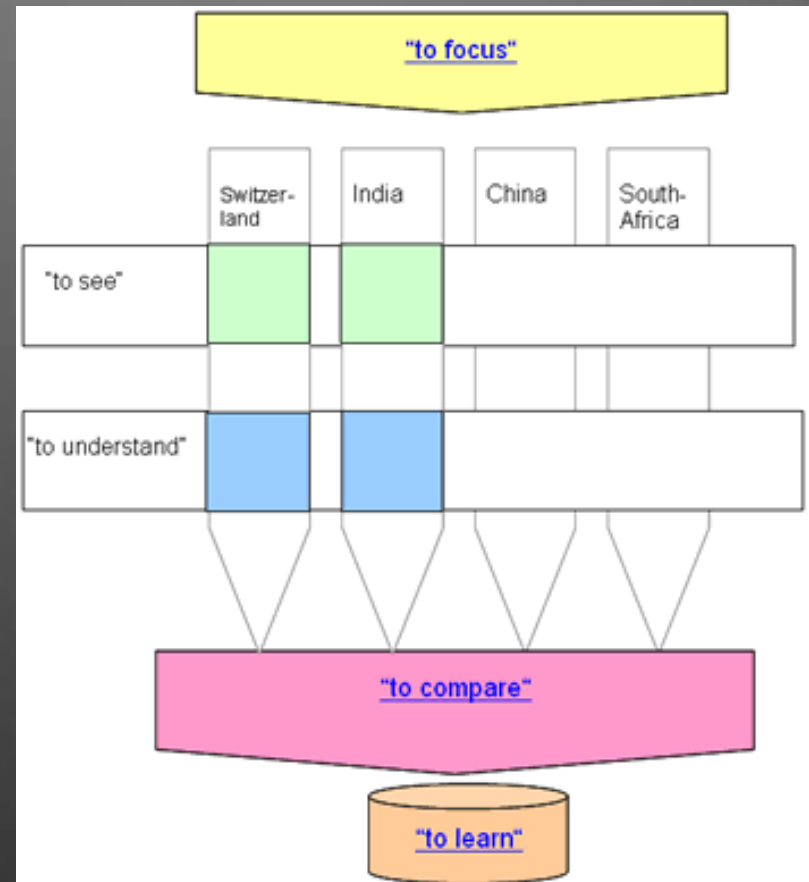 "to focus"
Switzer-
land
India
China
South-
Africa
"to see"
"to understand"
"to compare"
"to learn"